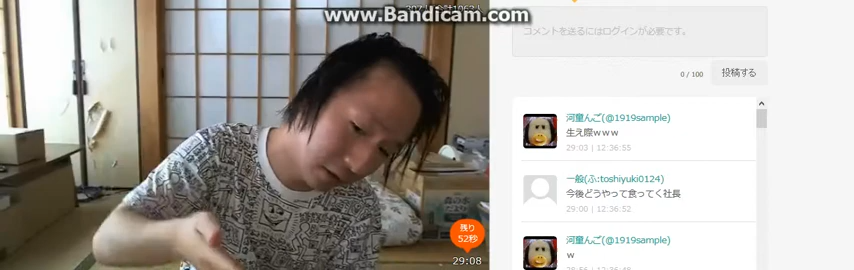 www.Bandicam.com
コメントを送るにはログインが必要です。
0 / 100 投稿する
河童んご(@1919sample)
生え際ｗｗｗ
29:03 | 12:36:55
一般(ふ:toshiyuki0124)
今後どうやって食ってく社長
29:00 | 12:36:52
河童んご(@1919sample)
ｗ
残り
52秒
29:08